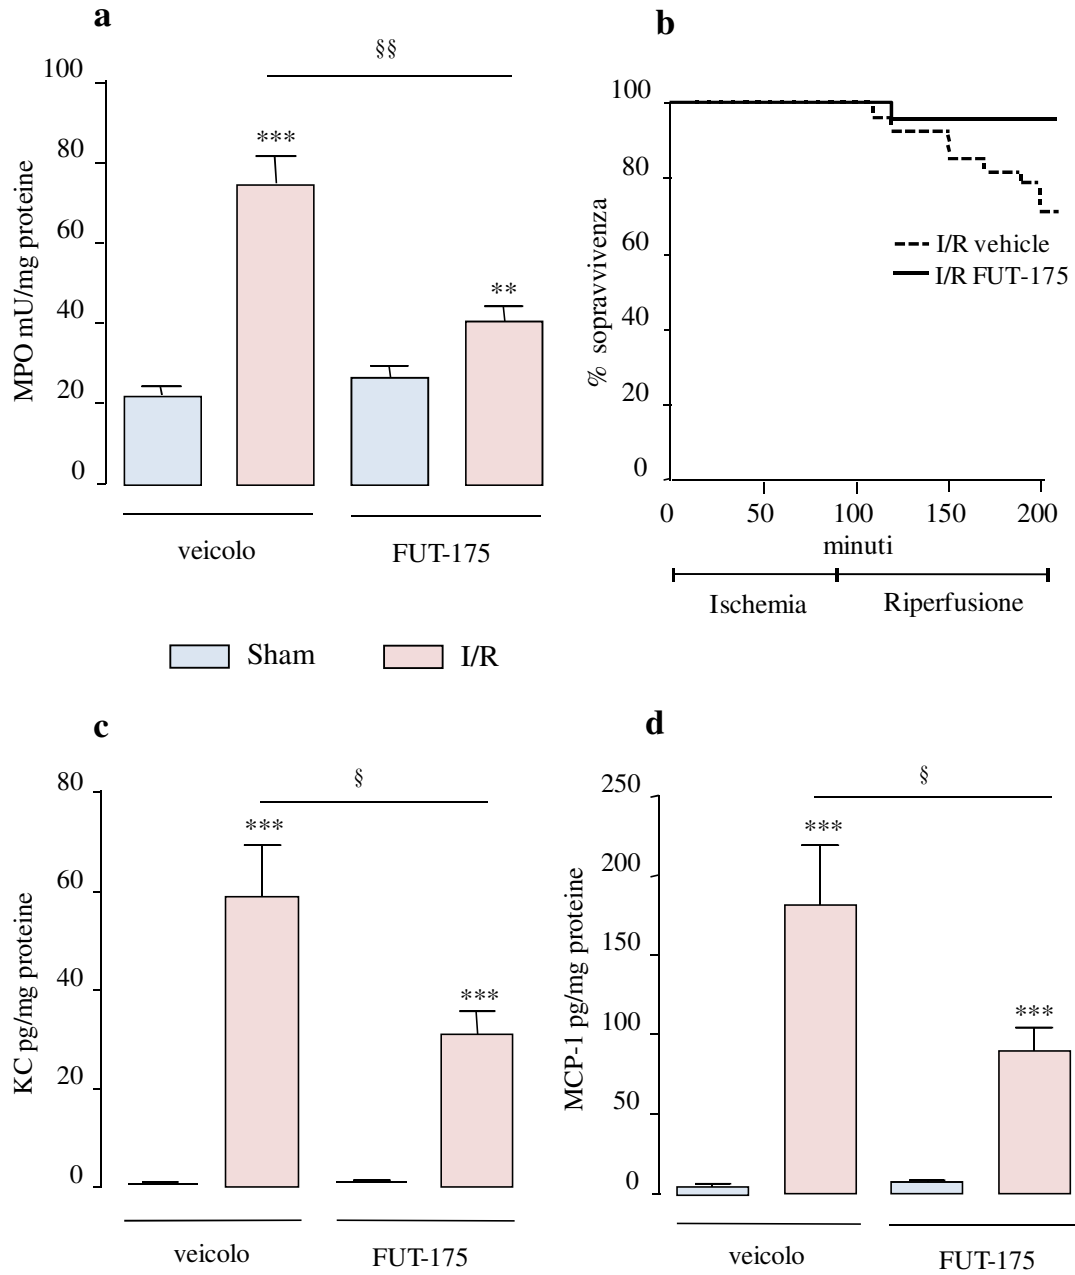 a
§§
100
80
60
40
20
0
MPO mU/mg proteine
***
**
veicolo
FUT-175
b
100
80
60
40
20
0
% sopravvivenza
I/R vehicle
I/R FUT-175
0 50 100 150 200
minuti
Ischemia
Riperfusione
Sham
I/R
c
§
80
60
40
20
0
KC pg/mg proteine
***
***
veicolo
FUT-175
d
§
250
200
150
100
50
0
MCP-1 pg/mg proteine
***
***
veicolo
FUT-175